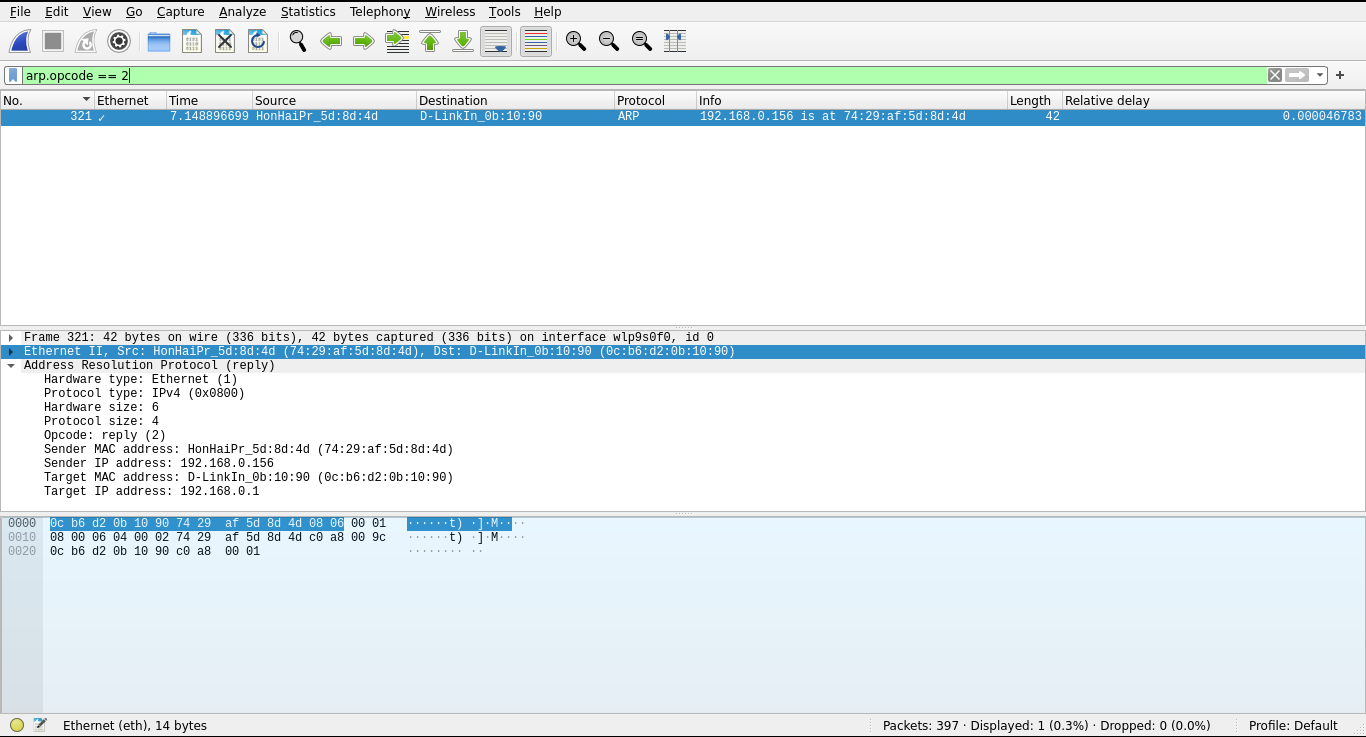 File Edit View Go Capture Analyze Statistics Telephony Wireless Tools Help
arp.opcode == 2
No. Ethernet Time Source Destination Protocol Info Length Relative delay
321 ✓ 7.148896699 HonHaiPr_5d:8d:4d D-LinkIn_0b:10:90 ARP 192.168.0.156 is at 74:29:af:5d:8d:4d 42 0.000046783
Frame 321: 42 bytes on wire (336 bits), 42 bytes captured (336 bits) on interface wlp9s0f0, id 0
Ethernet II, Src: HonHaiPr_5d:8d:4d (74:29:af:5d:8d:4d), Dst: D-LinkIn_0b:10:90 (0c:b6:d2:0b:10:90)
Address Resolution Protocol (reply)
Hardware type: Ethernet (1)
Protocol type: IPv4 (0x0800)
Hardware size: 6
Protocol size: 4
Opcode: reply (2)
Sender MAC address: HonHaiPr_5d:8d:4d (74:29:af:5d:8d:4d)
Sender IP address: 192.168.0.156
Target MAC address: D-LinkIn_0b:10:90 (0c:b6:d2:0b:10:90)
Target IP address: 192.168.0.1
0000 0c b6 d2 0b 10 90 74 29 af 5d 8d 4d 08 06 00 01 ······t) ·]·M····
0010 08 00 06 04 00 02 74 29 af 5d 8d 4d c0 a8 00 9c ······t) ·]·M····
0020 0c b6 d2 0b 10 90 c0 a8 00 01 ········ ··
Ethernet (eth), 14 bytes Packets: 397 · Displayed: 1 (0.3%) · Dropped: 0 (0.0%) Profile: Default